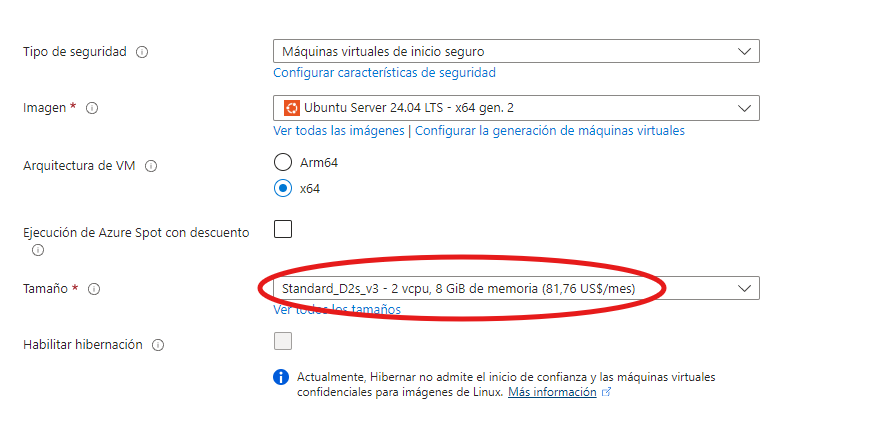 Tipo de seguridad
Máquinas virtuales de inicio seguro
Configurar características de seguridad
Imagen *
Ubuntu Server 24.04 LTS - x64 gen. 2
Ver todas las imágenes | Configurar la generación de máquinas virtuales
Arquitectura de VM
Arm64
x64
Ejecución de Azure Spot con descuento
Tamaño *
Standard_D2s_v3 - 2 vcpu, 8 GiB de memoria (81,76 US$/mes)
Ver todos los tamaños
Habilitar hibernación
Actualmente, Hibernar no admite el inicio de confianza y las máquinas virtuales
confidenciales para imágenes de Linux. Más información